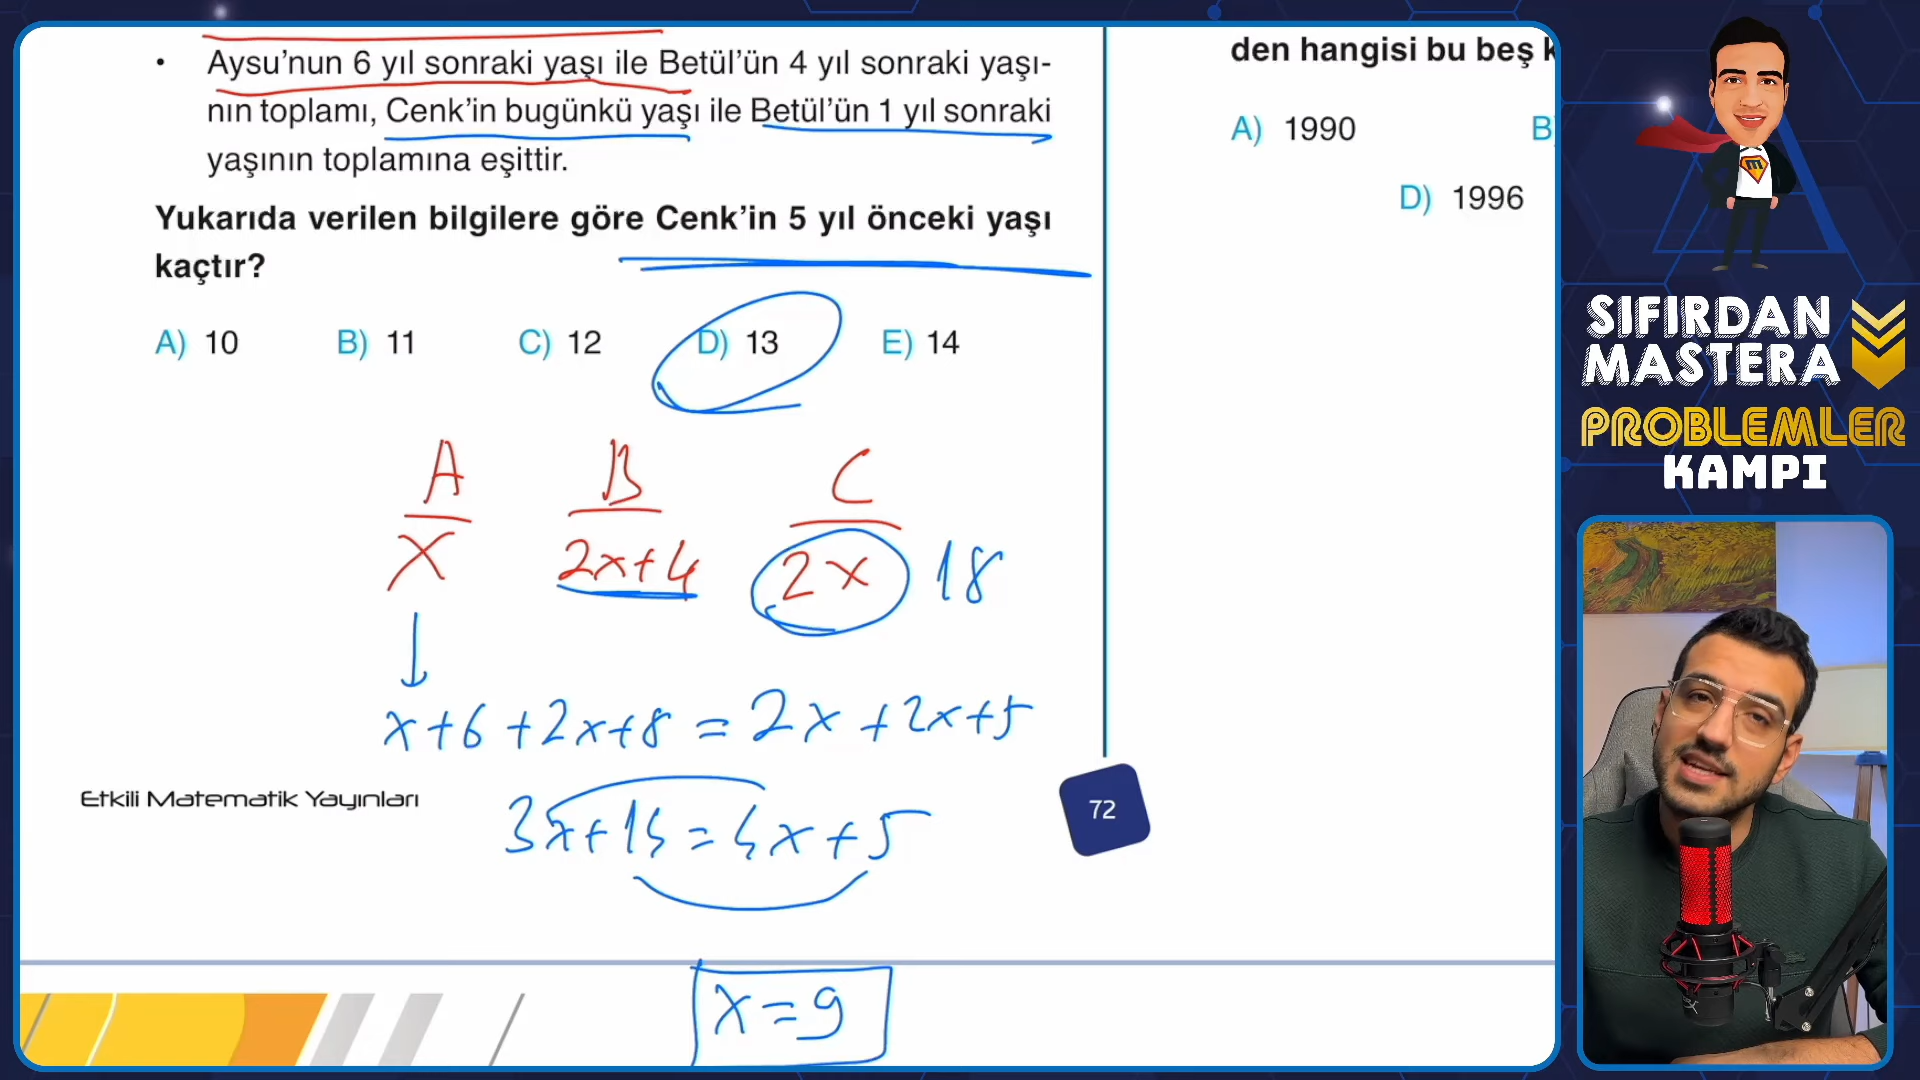 • Aysu'nun 6 yıl sonraki yaşı ile Betül'ün 4 yıl sonraki yaşı-
nın toplamı, Cenk'in bugünkü yaşı ile Betül'ün 1 yıl sonraki
yaşının toplamına eşittir.
Yukarıda verilen bilgilere göre Cenk'in 5 yıl önceki yaşı
kaçtır?
A) 10 B) 11 C) 12 D) 13 E) 14
A B C
x 2x+4 2x 18
x+6+2x+8=2x+2x+5
3x+14=4x+5
x=9
Etkili Matematik Yayınları
72
den hangisi bu beş
A) 1990 B)
D) 1996
SIFIRDAN
MASTERA
PROBLEMLER
KAMPI